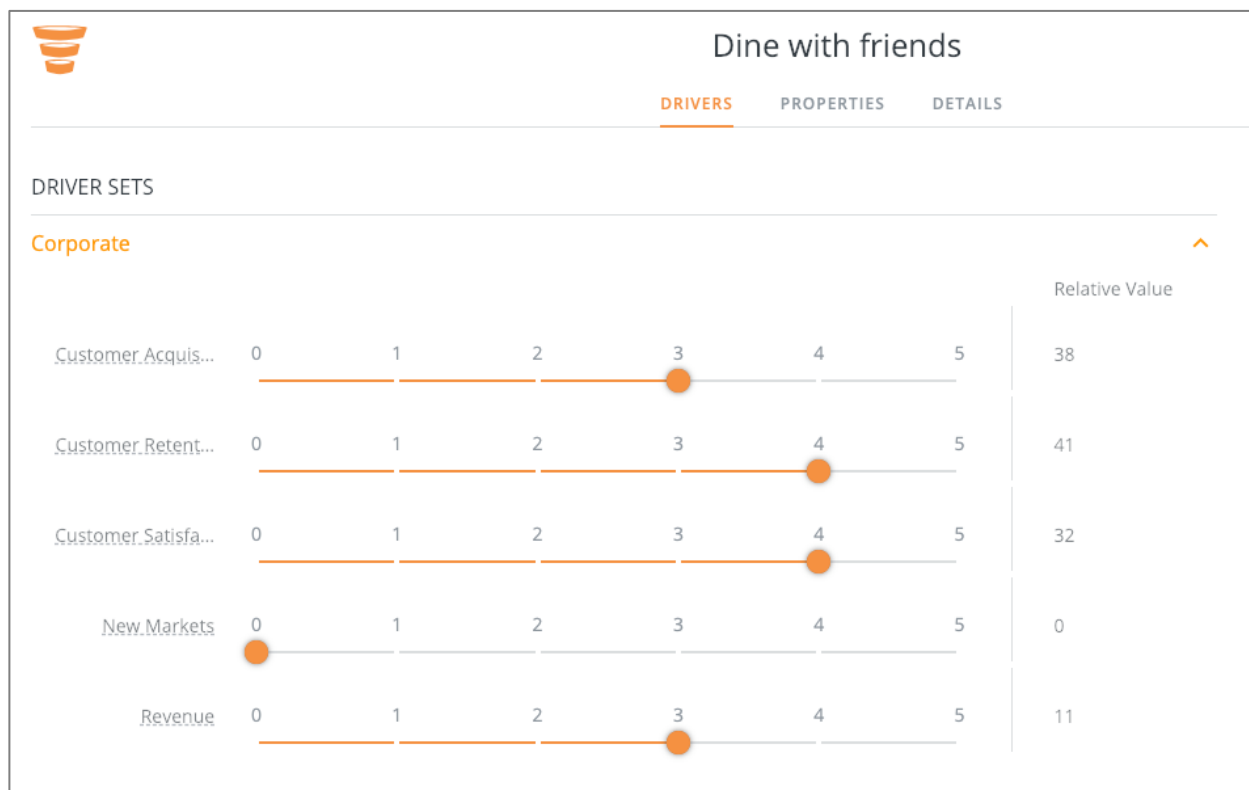 Dine with friends
DRIVERS PROPERTIES DETAILS
DRIVER SETS
Corporate
Relative Value
Customer Acquis... 0 1 2 3 4 5 38
Customer Retent... 0 1 2 3 4 5 41
Customer Satisfa... 0 1 2 3 4 5 32
New Markets 0 1 2 3 4 5 0
Revenue 0 1 2 3 4 5 11